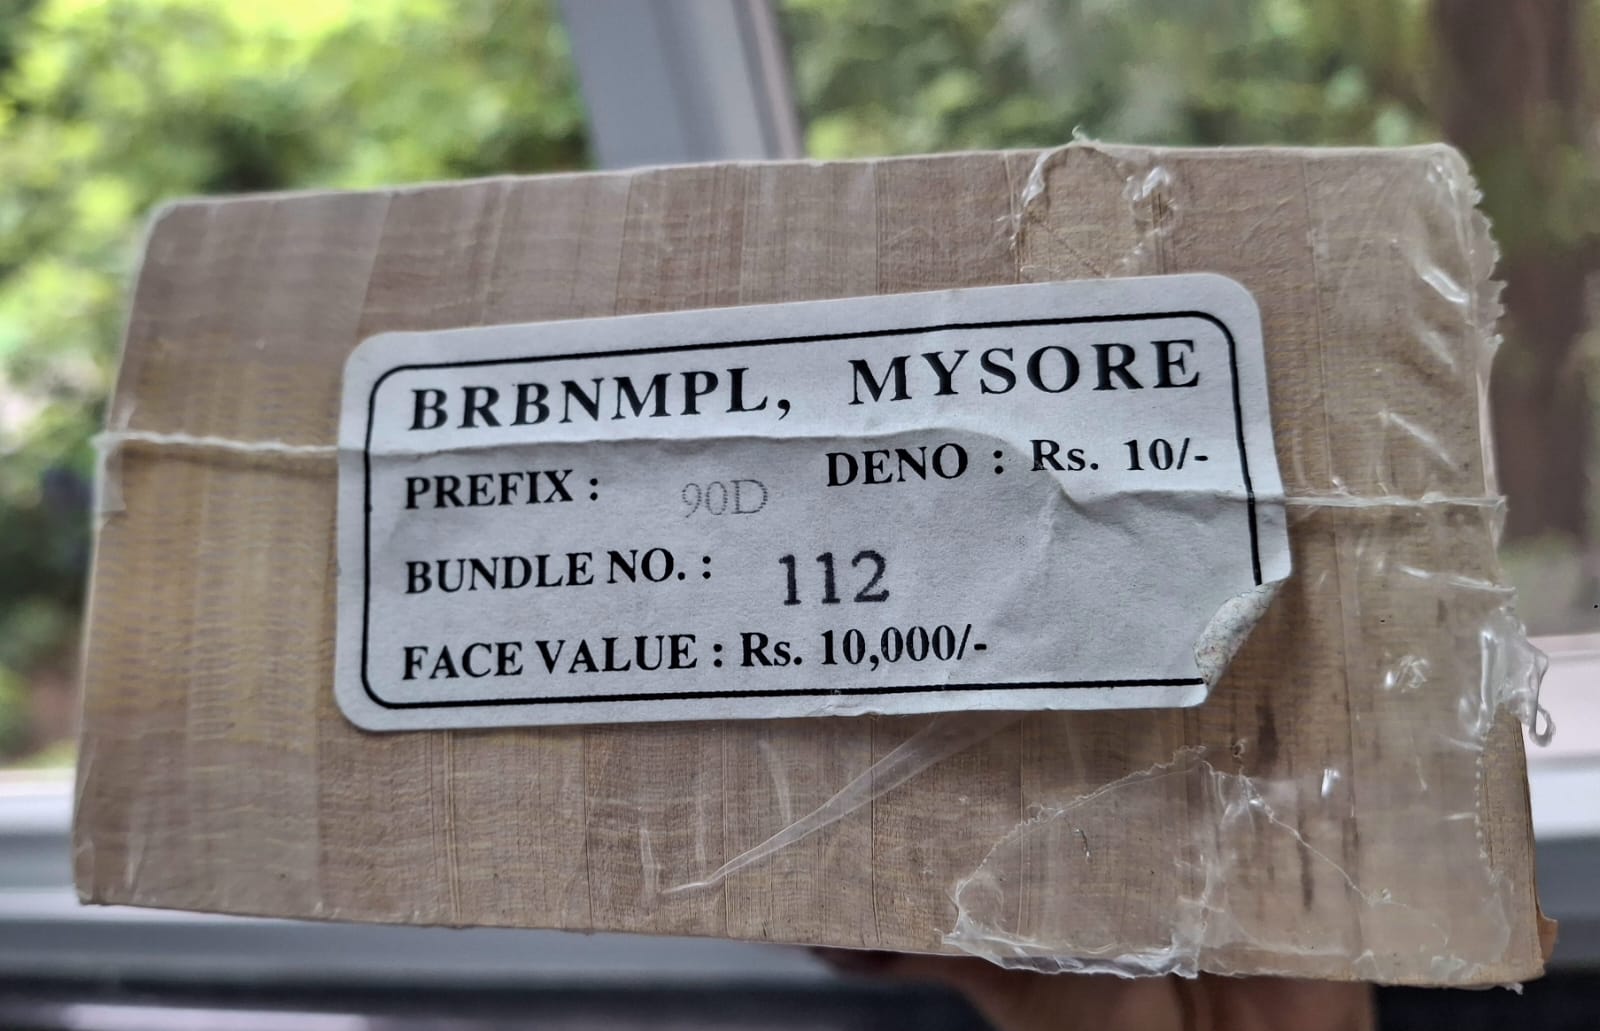 BRBNMPL, MYSORE
PREFIX : 90D DENO : Rs. 10/-
BUNDLE NO. : 112
FACE VALUE : Rs. 10,000/-